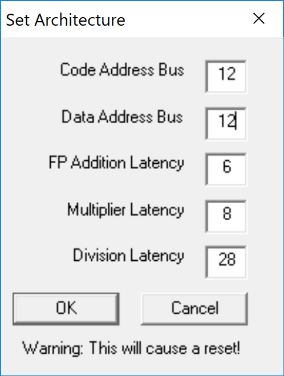 Set Architecture
Code Address Bus 12
Data Address Bus 12
FP Addition Latency 6
Multiplier Latency 8
Division Latency 28
OK Cancel
Warning: This will cause a reset!